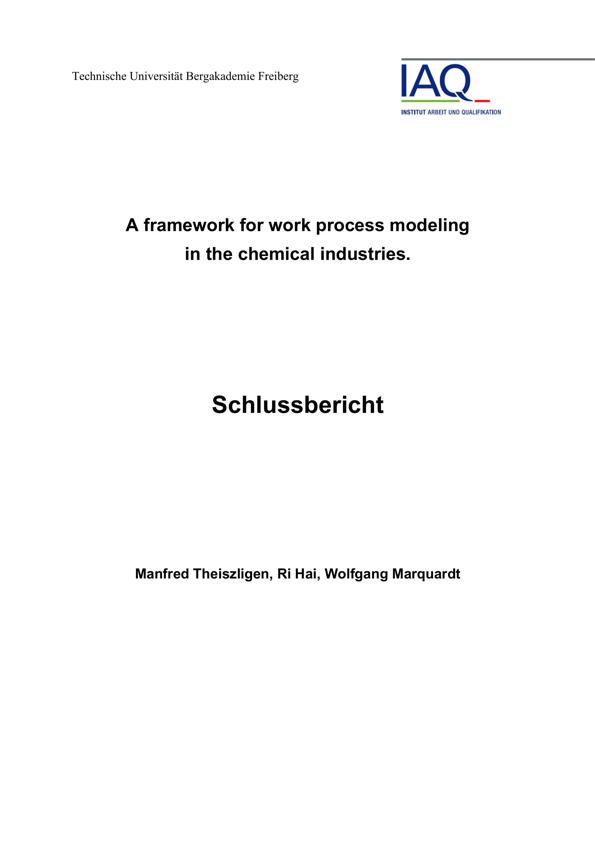 Technische Universität Bergakademie Freiberg
IAQ
INSTITUT ARBEIT UND QUALIFIKATION
A framework for work process modeling
in the chemical industries.
Schlussbericht
Manfred Theiszligen, Ri Hai, Wolfgang Marquardt